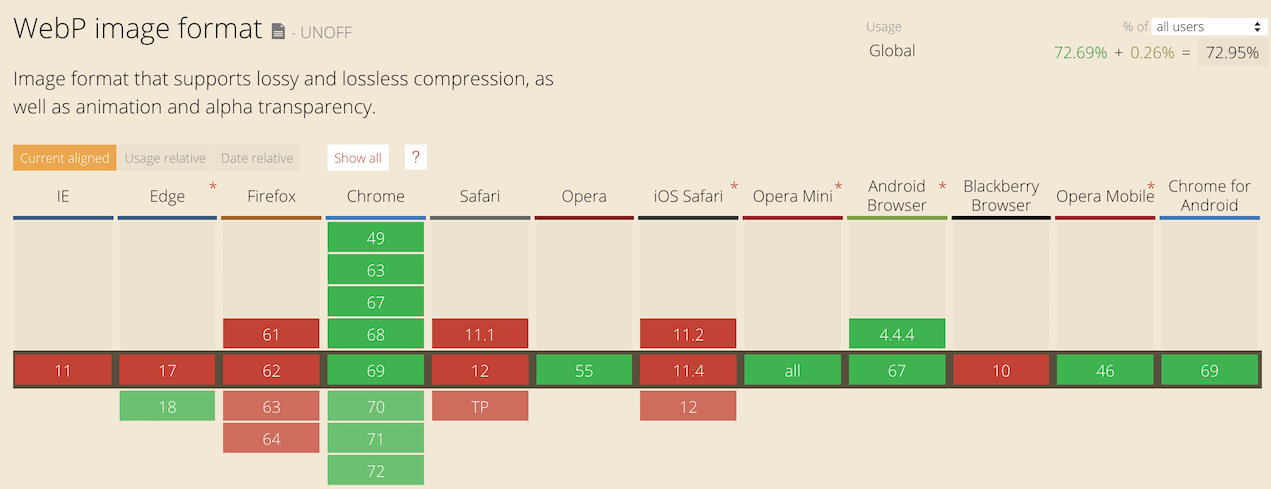 WebP image format - UNOFF
Usage % of all users
Global 72.69% + 0.26% = 72.95%
Image format that supports lossy and lossless compression, as
well as animation and alpha transparency.
Current aligned Usage relative Date relative Show all ?
IE Edge * Firefox Chrome Safari Opera iOS Safari * Opera Mini * Android Browser * Blackberry Browser Opera Mobile * Chrome for Android
49
63
67
61 68 11.1 11.2 4.4.4
11 17 62 69 12 55 11.4 all 67 10 46 69
18 63 70 TP 12
64 71
72